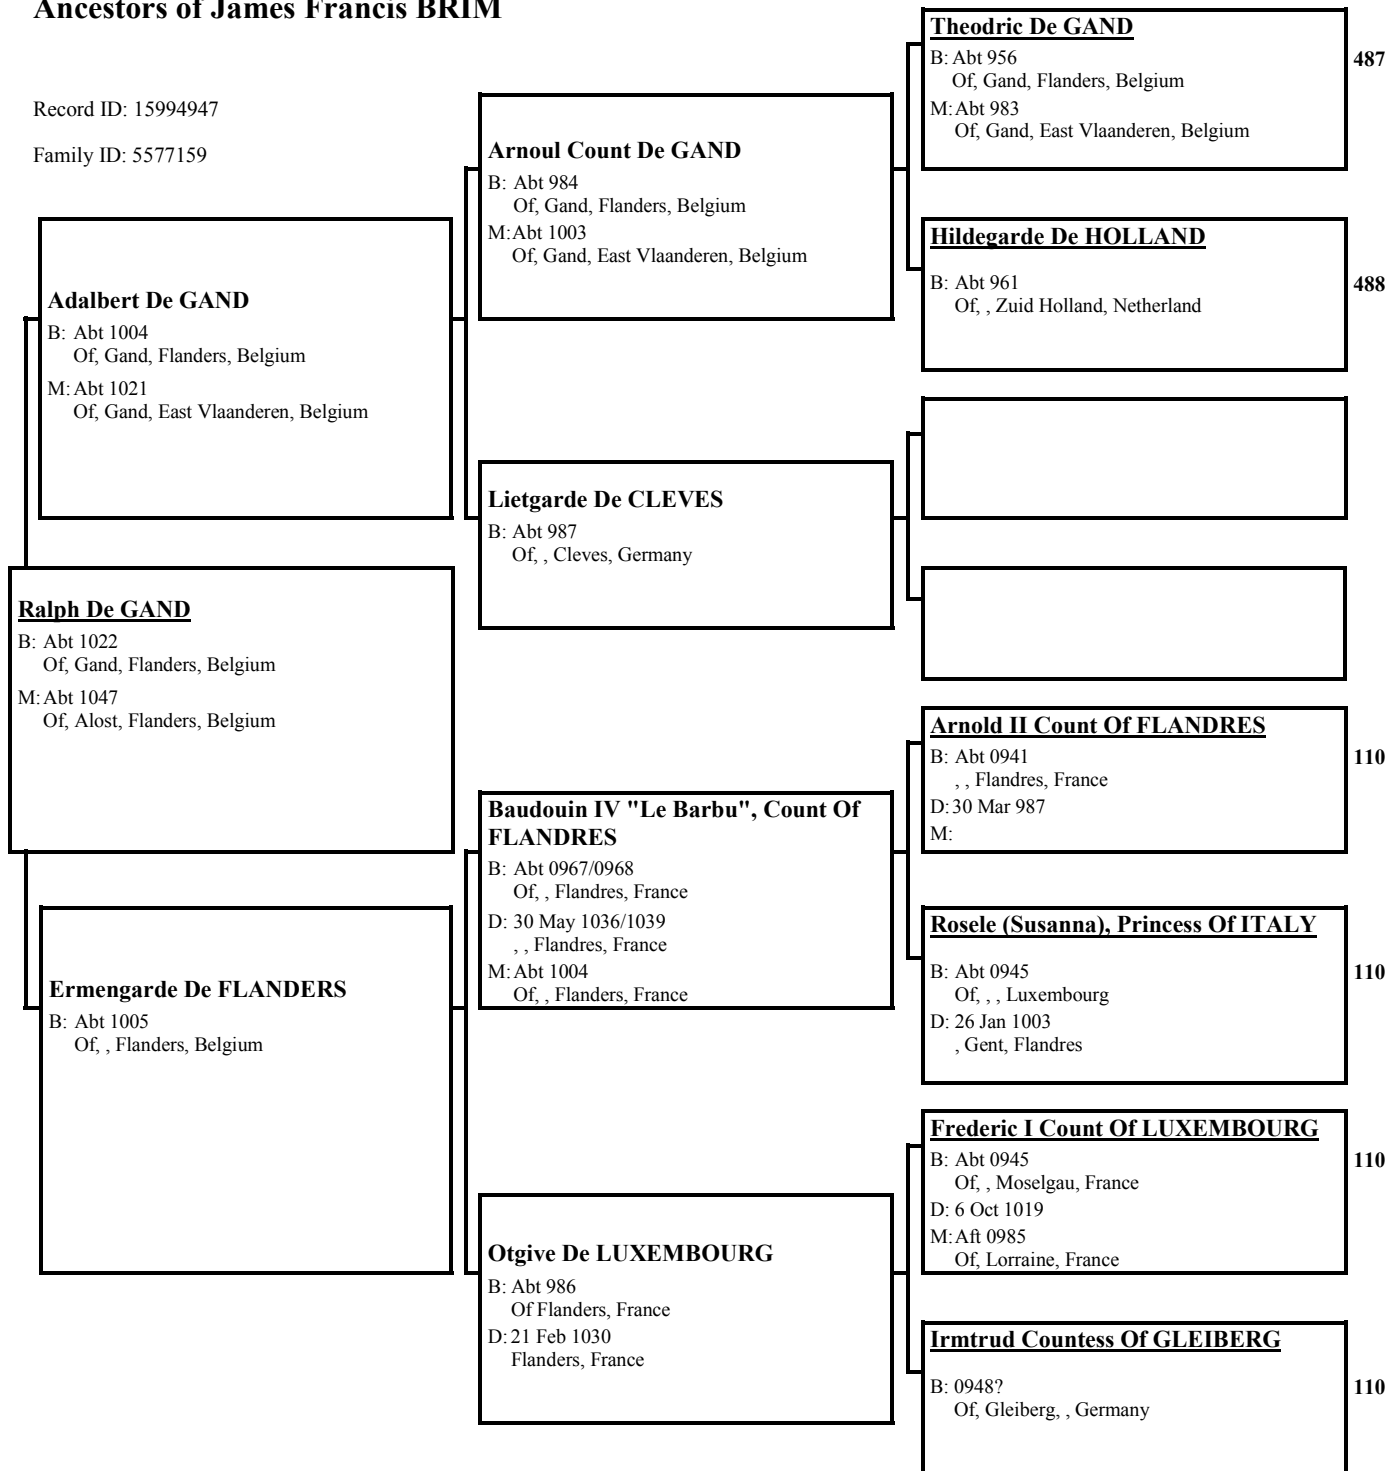 Ancestors of James Francis BRIM
Record ID: 15994947
Family ID: 5577159
Adalbert De GAND
B: Abt 1004
Of, Gand, Flanders, Belgium
M: Abt 1021
Of, Gand, East Vlaanderen, Belgium
Ralph De GAND
B: Abt 1022
Of, Gand, Flanders, Belgium
M: Abt 1047
Of, Alost, Flanders, Belgium
Ermengarde De FLANDERS
B: Abt 1005
Of, , Flanders, Belgium
Arnoul Count De GAND
B: Abt 984
Of, Gand, Flanders, Belgium
M: Abt 1003
Of, Gand, East Vlaanderen, Belgium
Lietgarde De CLEVES
B: Abt 987
Of, , Cleves, Germany
Baudouin IV "Le Barbu", Count Of
FLANDRES
B: Abt 0967/0968
Of, , Flandres, France
D: 30 May 1036/1039
, , Flandres, France
M: Abt 1004
Of, , Flanders, France
Otgive De LUXEMBOURG
B: Abt 986
Of Flanders, France
D: 21 Feb 1030
Flanders, France
Theodric De GAND
B: Abt 956
Of, Gand, Flanders, Belgium
M: Abt 983
Of, Gand, East Vlaanderen, Belgium
487
Hildegarde De HOLLAND
B: Abt 961
Of, , Zuid Holland, Netherland
488
Arnold II Count Of FLANDRES
B: Abt 0941
, , Flandres, France
D: 30 Mar 987
M:
110
Rosele (Susanna), Princess Of ITALY
B: Abt 0945
Of, , , Luxembourg
D: 26 Jan 1003
, Gent, Flandres
110
Frederic I Count Of LUXEMBOURG
B: Abt 0945
Of, , Moselgau, France
D: 6 Oct 1019
M: Aft 0985
Of, Lorraine, France
110
Irmtrud Countess Of GLEIBERG
B: 0948?
Of, Gleiberg, , Germany
110